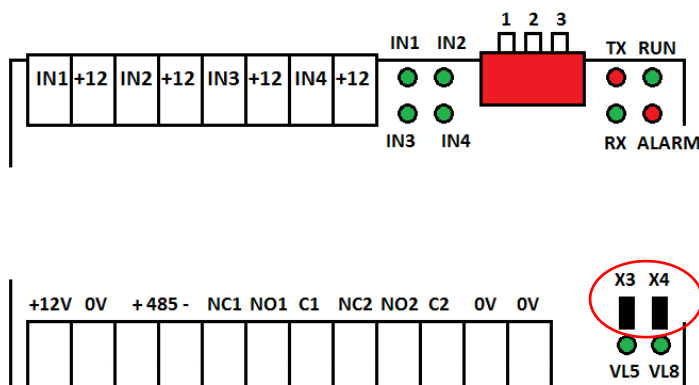 1 2 3
IN1 IN2 TX RUN
IN1 +12 IN2 +12 IN3 +12 IN4 +12
IN3 IN4 RX ALARM
X3 X4
+12V 0V + 485 - NC1 NO1 C1 NC2 NO2 C2 0V 0V
VL5 VL8